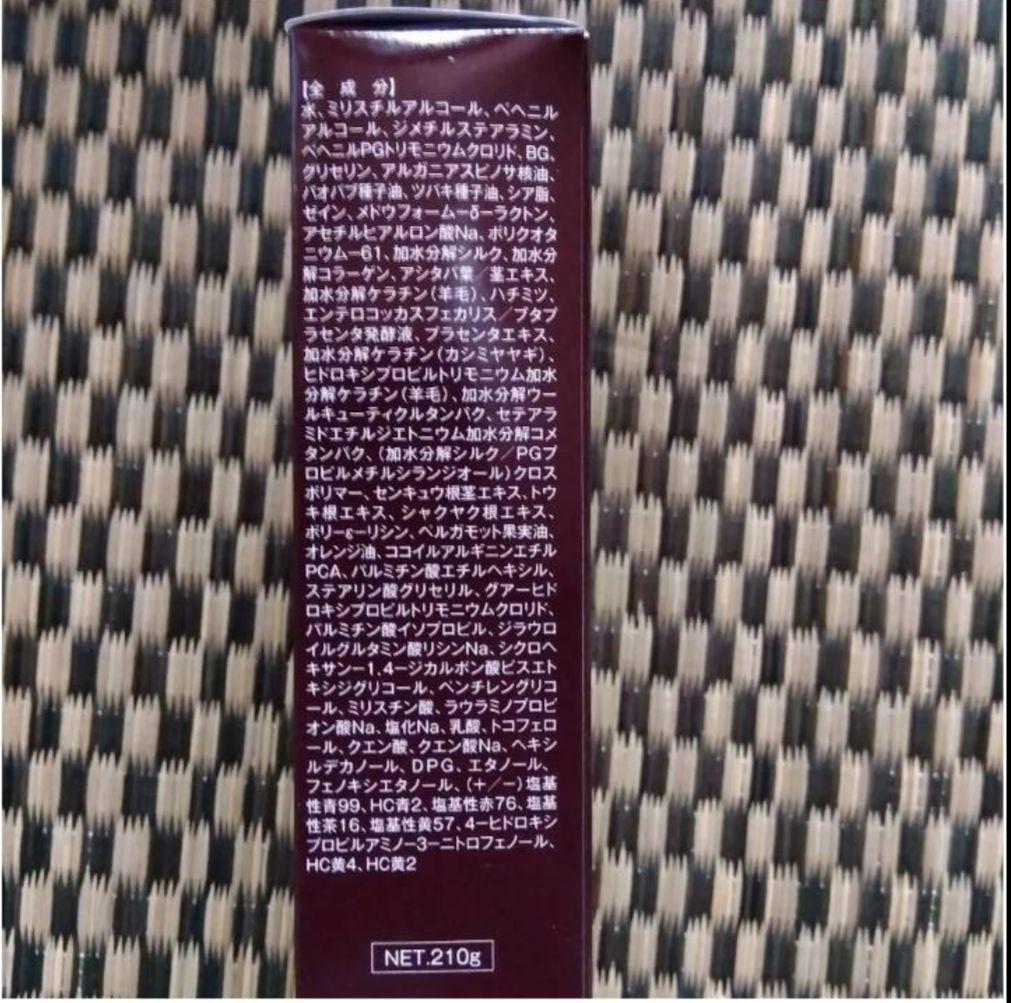 【全 成 分】
水、ミリスチルアルコール、ベヘニル
アルコール、ジメチルステアラミン、
ベヘニルPGトリモニウムクロリド、BG、
グリセリン、アルガニアスピノサ核油、
バオバブ種子油、ツバキ種子油、シア脂、
ゼイン、メドウフォーム－δ－ラクトン、
アセチルヒアルロン酸Na、ポリクオタ
ニウム－61、加水分解シルク、加水分
解コラーゲン、アシタバ葉／茎エキス、
加水分解ケラチン（羊毛）、ハチミツ、
エンテロコッカスフェカリス／ブタプ
ラセンタ発酵液、プラセンタエキス、
加水分解ケラチン（カシミヤヤギ）、
ヒドロキシプロピルトリモニウム加水
分解ケラチン（羊毛）、加水分解ウー
ルキューティクルタンパク、セテアラ
ミドエチルジエトニウム加水分解コメ
タンパク、（加水分解シルク／PGプ
ロピルメチルシランジオール）クロス
ポリマー、センキュウ根茎エキス、トウ
キ根エキス、シャクヤク根エキス、
ポリ－ε－リシン、ベルガモット果実油、
オレンジ油、ココイルアルギニンエチル
PCA、パルミチン酸エチルヘキシル、
ステアリン酸グリセリル、グアーヒド
ロキシプロピルトリモニウムクロリド、
パルミチン酸イソプロピル、ジラウロ
イルグルタミン酸リシンNa、シクロヘ
キサン－1,4－ジカルボン酸ビスエト
キシジグリコール、ペンチレングリコ
ール、ミリスチン酸、ラウラミノプロピ
オン酸Na、塩化Na、乳酸、トコフェロ
ール、クエン酸、クエン酸Na、ヘキシ
ルデカノール、DPG、エタノール、
フェノキシエタノール、（＋／－）塩基
性青99、HC青2、塩基性赤76、塩基
性茶16、塩基性黄57、4－ヒドロキシ
プロピルアミノ－3－ニトロフェノール、
HC黄4、HC黄2
NET.210g